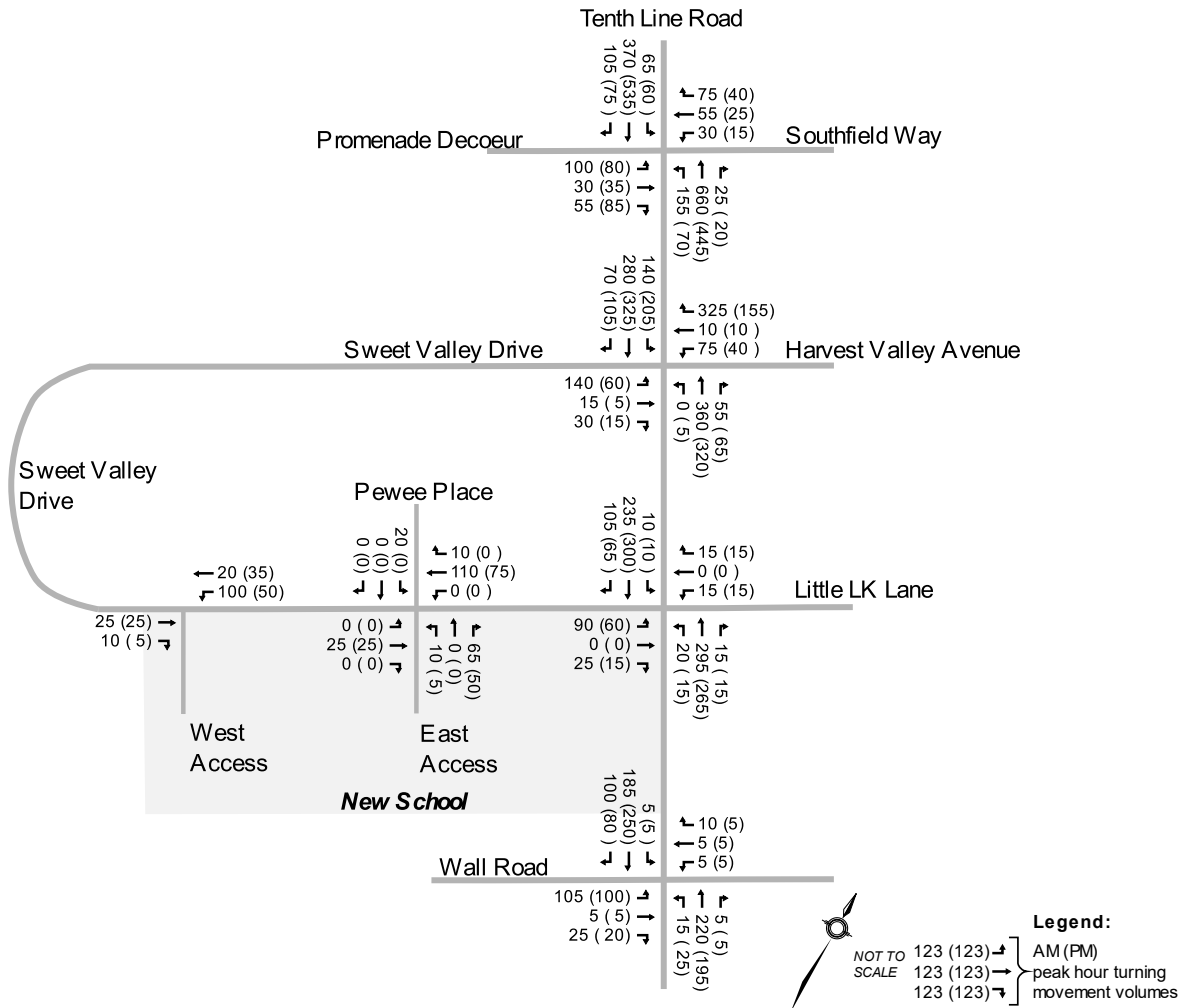 Tenth Line Road
105 (75 )
370 (535)
65 (60 )
75 (40 )
55 (25 )
30 (15 )
Promenade Decoeur
Southfield Way
100 (80)
30 (35)
55 (85)
155 ( 70)
660 (445)
25 ( 20)
70 (105)
280 (325)
140 (205)
325 (155)
10 (10 )
75 (40 )
Sweet Valley Drive
Harvest Valley Avenue
140 (60)
15 ( 5)
30 (15)
0 ( 5)
360 (320)
55 ( 65)
Sweet Valley
Drive
Pewee Place
0 (0)
0 (0)
20 (0)
10 (0 )
110 (75)
0 (0 )
105 (65 )
235 (300)
10 (10 )
15 (15)
0 (0 )
15 (15)
20 (35)
100 (50)
Little LK Lane
25 (25)
10 ( 5)
0 ( 0)
25 (25)
0 ( 0)
10 ( 5)
0 ( 0)
65 (50)
90 (60)
0 ( 0)
25 (15)
20 ( 15)
295 (265)
15 ( 15)
West
Access
East
Access
New School
100 (80 )
185 (250)
5 (5 )
10 (5)
5 (5)
5 (5)
Wall Road
105 (100)
5 ( 5)
25 ( 20)
15 ( 25)
220 (195)
5 ( 5)
Legend:
NOT TO
SCALE
123 (123)
123 (123)
123 (123)
AM (PM)
peak hour turning
movement volumes